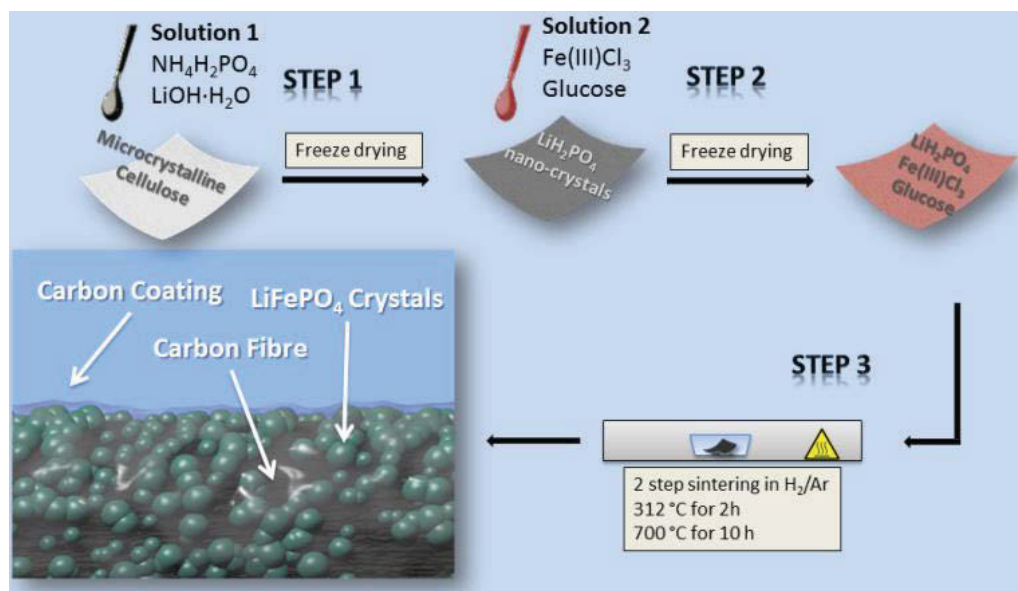 Solution 1
NH₄H₂PO₄
LiOH·H₂O
STEP 1
Microcrystalline
Cellulose
Freeze drying
Solution 2
Fe(III)Cl₃
Glucose
STEP 2
LiH₂PO₄
nano-crystals
Freeze drying
LiH₂PO₄
Fe(III)Cl₃
Glucose
STEP 3
2 step sintering in H₂/Ar
312 °C for 2h
700 °C for 10 h
Carbon Coating
LiFePO₄ Crystals
Carbon Fibre